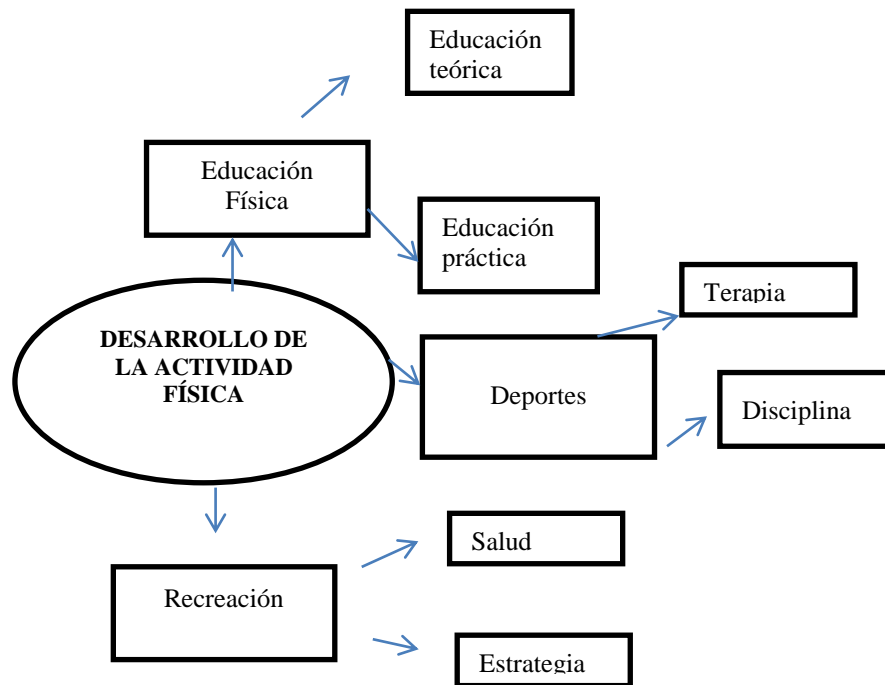 Educación
teórica
Educación
Física
Educación
práctica
Terapia
DESARROLLO DE
LA ACTIVIDAD
FÍSICA
Deportes
Disciplina
Salud
Recreación
Estrategia